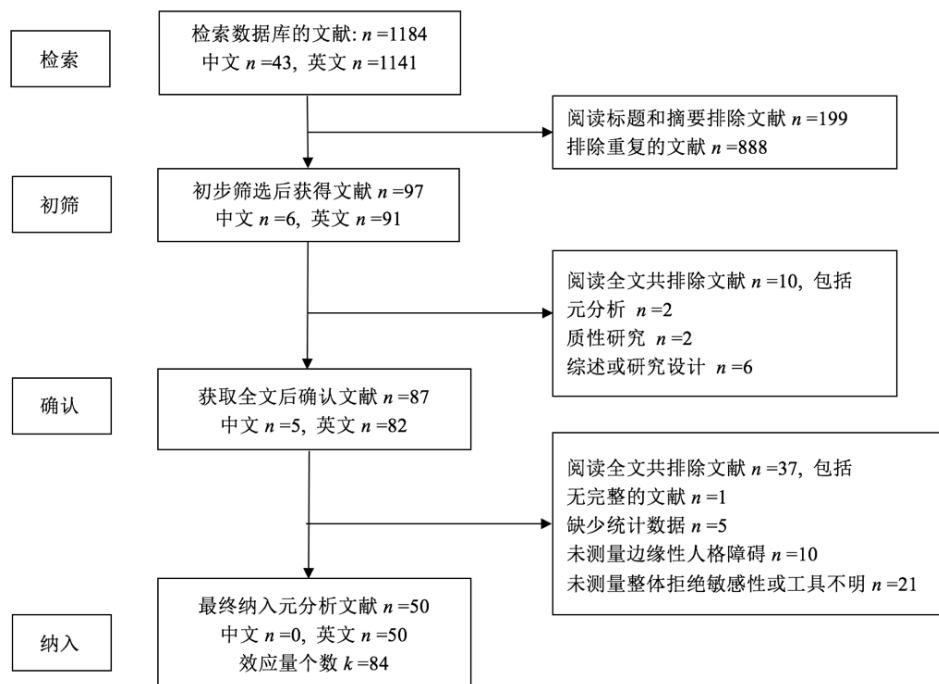 检索
检索数据库的文献: n =1184
中文 n =43, 英文 n =1141
阅读标题和摘要排除文献 n =199
排除重复的文献 n =888
初筛
初步筛选后获得文献 n =97
中文 n =6, 英文 n =91
阅读全文共排除文献 n =10, 包括
元分析 n =2
质性研究 n =2
综述或研究设计 n =6
确认
获取全文后确认文献 n =87
中文 n =5, 英文 n =82
阅读全文共排除文献 n =37, 包括
无完整的文献 n =1
缺少统计数据 n =5
未测量边缘性人格障碍 n =10
未测量整体拒绝敏感性或工具不明 n =21
纳入
最终纳入元分析文献 n =50
中文 n =0, 英文 n =50
效应量个数 k =84